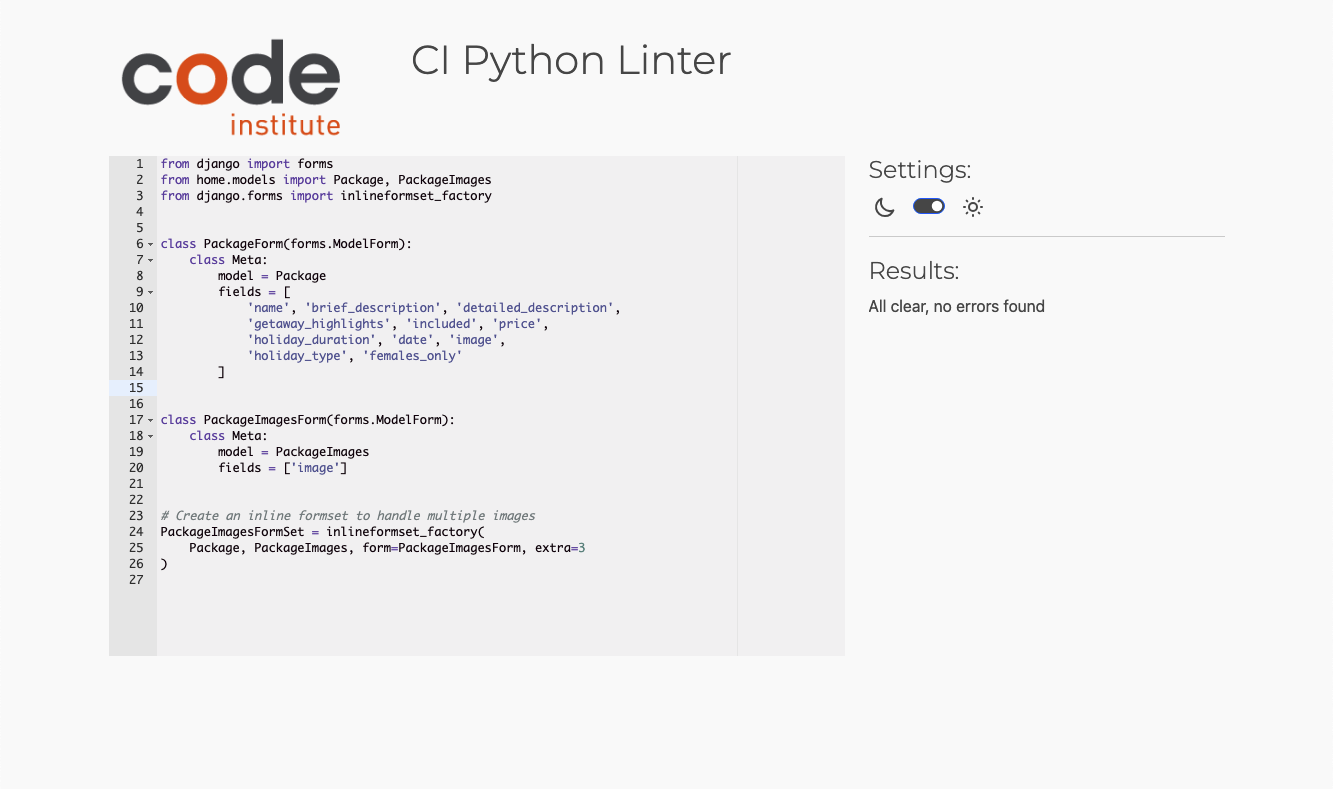 code
institute
CI Python Linter
1 from django import forms
2 from home.models import Package, PackageImages
3 from django.forms import inlineformset_factory
4
5
6 class PackageForm(forms.ModelForm):
7     class Meta:
8         model = Package
9         fields = [
10             'name', 'brief_description', 'detailed_description',
11             'getaway_highlights', 'included', 'price',
12             'holiday_duration', 'date', 'image',
13             'holiday_type', 'females_only'
14         ]
15
16
17 class PackageImagesForm(forms.ModelForm):
18     class Meta:
19         model = PackageImages
20         fields = ['image']
21
22
23 # Create an inline formset to handle multiple images
24 PackageImagesFormSet = inlineformset_factory(
25     Package, PackageImages, form=PackageImagesForm, extra=3
26 )
27
Settings:
Results:
All clear, no errors found